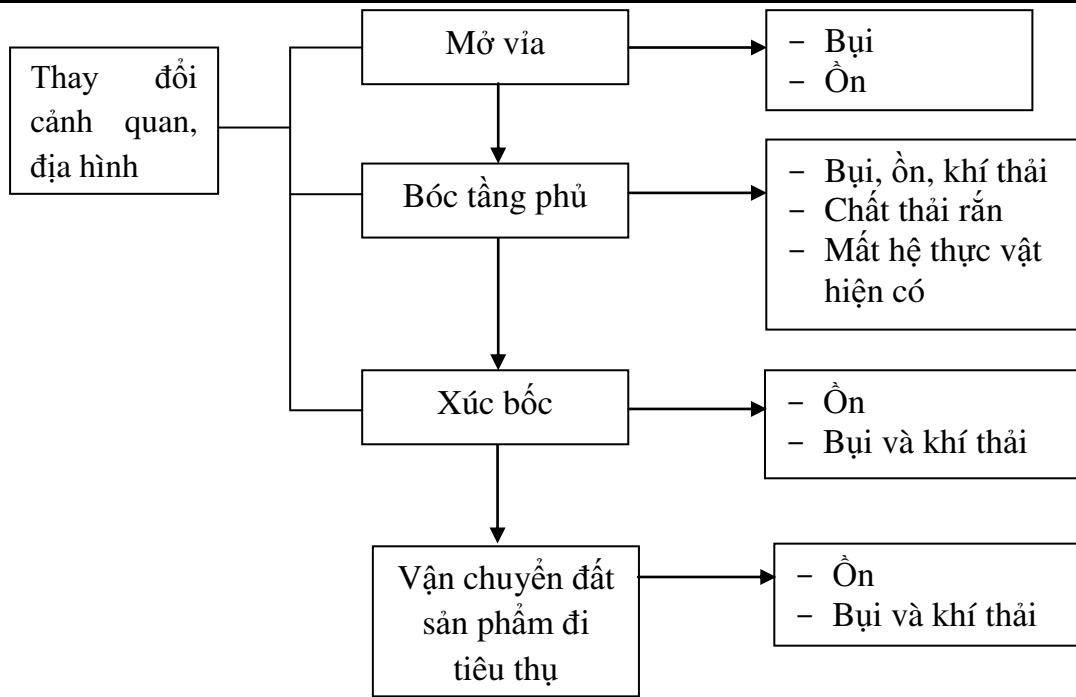 Mở vỉa
– Bụi
– Ồn
Thay đổi
cảnh quan,
địa hình
Bóc tầng phủ
– Bụi, ồn, khí thải
– Chất thải rắn
– Mất hệ thực vật
hiện có
Xúc bốc
– Ồn
– Bụi và khí thải
Vận chuyển đất
sản phẩm đi
tiêu thụ
– Ồn
– Bụi và khí thải